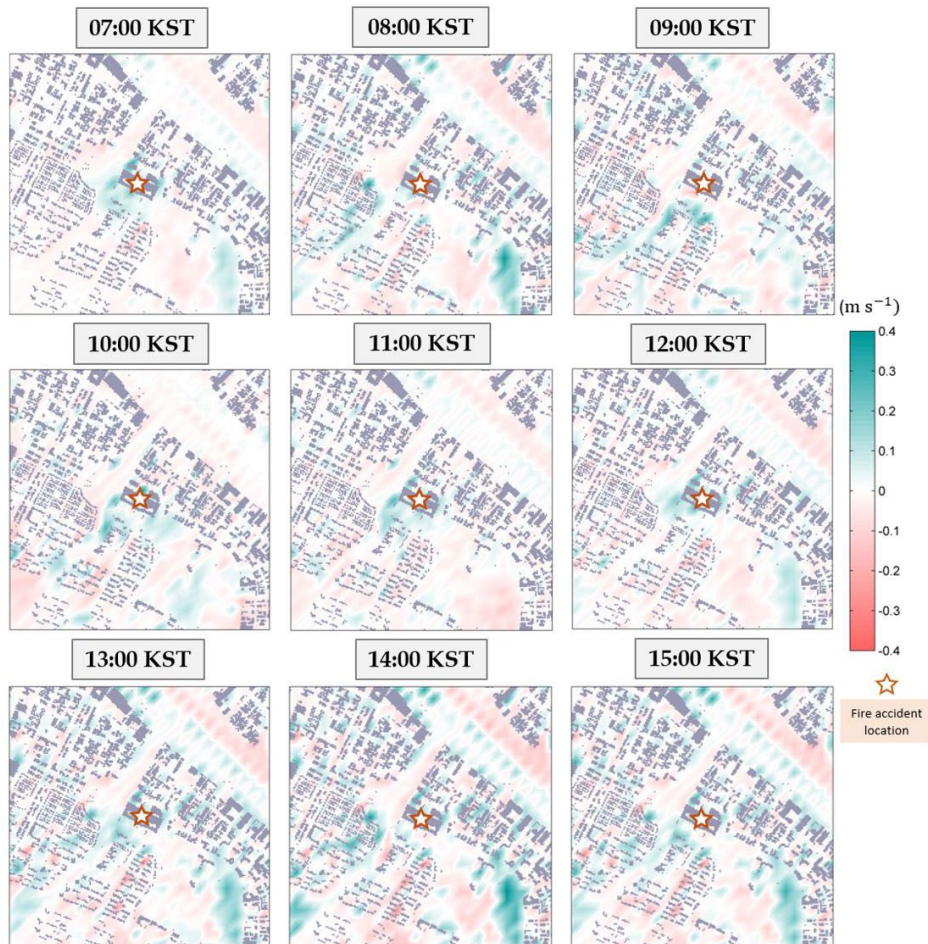 07:00 KST
08:00 KST
09:00 KST
(m s⁻¹)
0.4
0.3
0.2
0.1
0
-0.1
-0.2
-0.3
-0.4
10:00 KST
11:00 KST
12:00 KST
Fire accident
location
13:00 KST
14:00 KST
15:00 KST